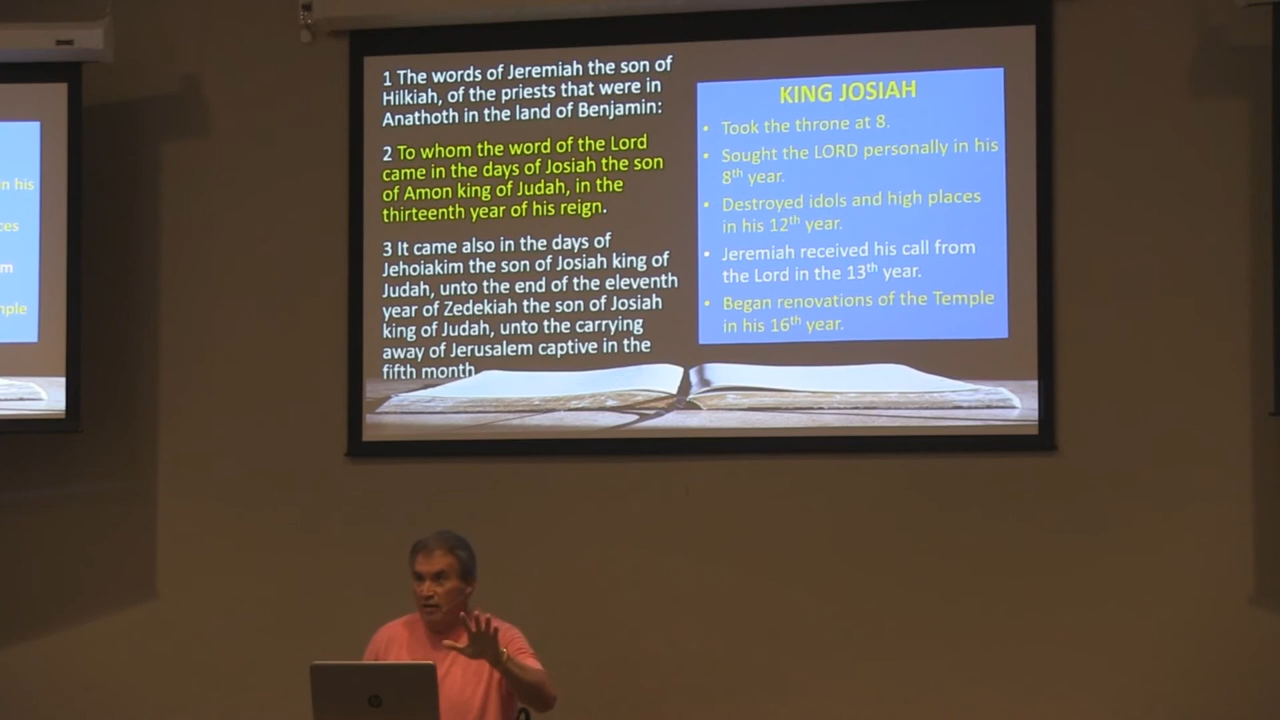 1 The words of Jeremiah the son of
Hilkiah, of the priests that were in
Anathoth in the land of Benjamin:
2 To whom the word of the Lord
came in the days of Josiah the son
of Amon king of Judah, in the
thirteenth year of his reign.
3 It came also in the days of
Jehoiakim the son of Josiah king of
Judah, unto the end of the eleventh
year of Zedekiah the son of Josiah
king of Judah, unto the carrying
away of Jerusalem captive in the
fifth month
KING JOSIAH
• Took the throne at 8.
• Sought the LORD personally in his
8th year.
• Destroyed idols and high places
in his 12th year.
• Jeremiah received his call from
the Lord in the 13th year.
• Began renovations of the Temple
in his 16th year.
n his
ces
m
mple
hp